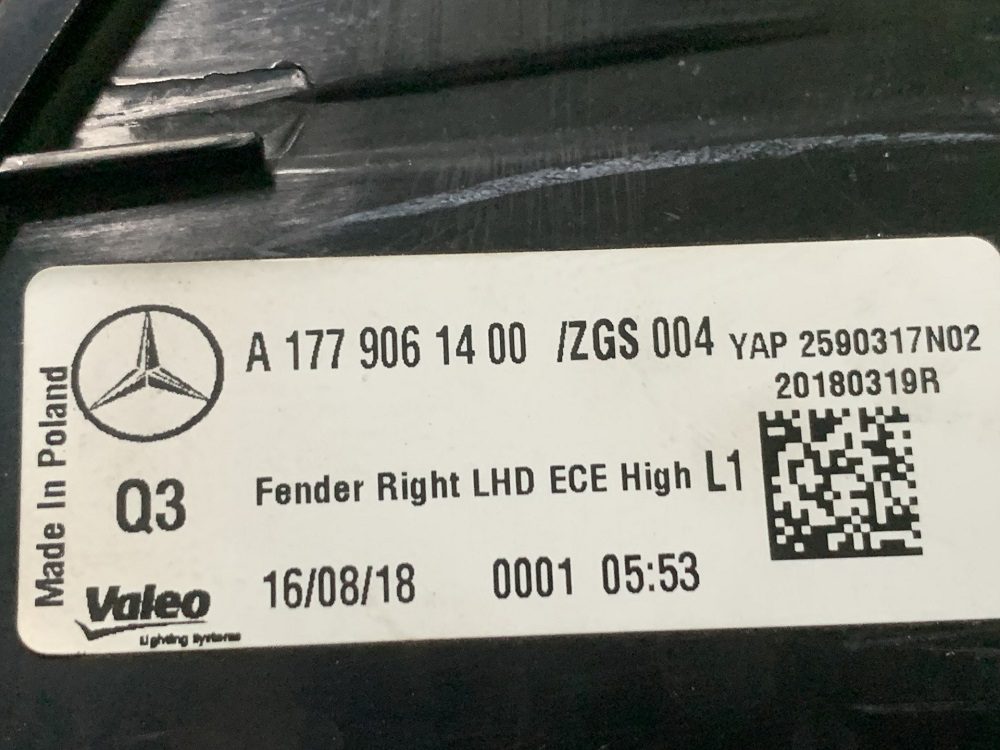 A 177 906 14 00 /ZGS 004 YAP 2590317N02
20180319R
Made In Poland
Q3
Fender Right LHD ECE High L1
Valeo
Lighting Systems
16/08/18 0001 05:53